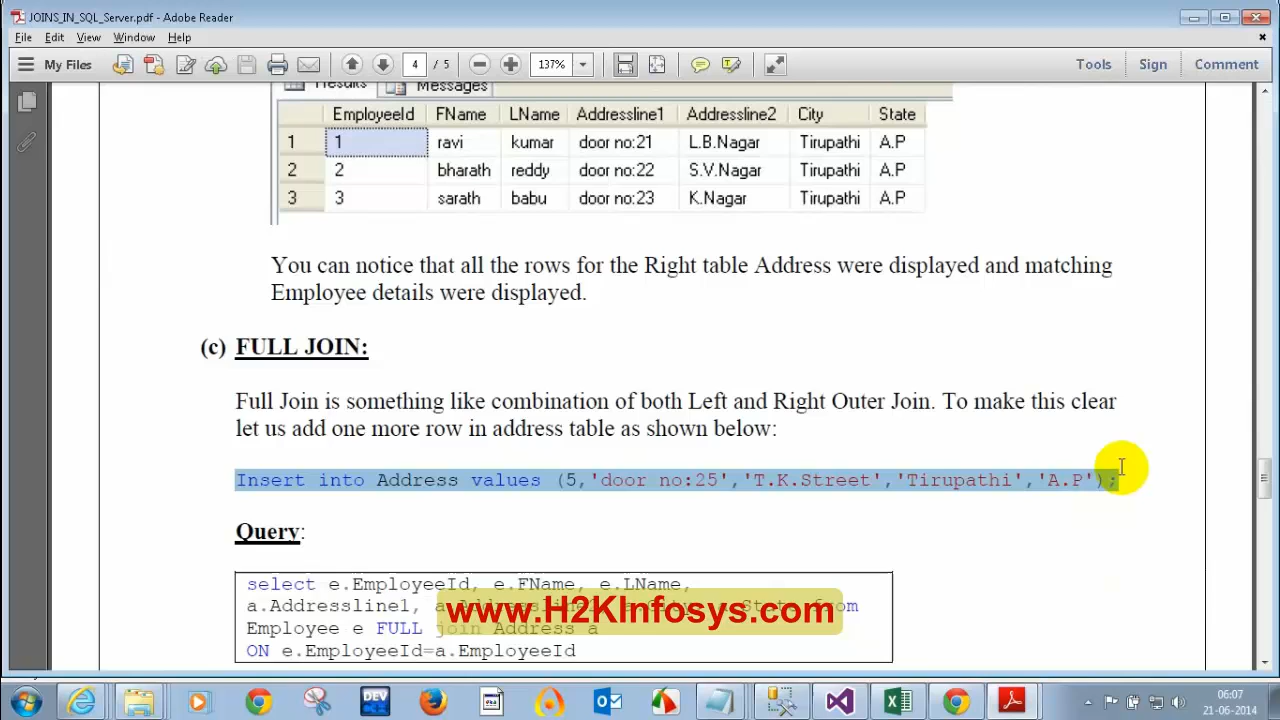 JOINS_IN_SQL_Server.pdf - Adobe Reader
File Edit View Window Help
My Files 4 / 5 137% Tools Sign Comment
Results Messages
EmployeeId FName LName Addressline1 Addressline2 City State
1 1 ravi kumar door no:21 L.B.Nagar Tirupathi A.P
2 2 bharath reddy door no:22 S.V.Nagar Tirupathi A.P
3 3 sarath babu door no:23 K.Nagar Tirupathi A.P
You can notice that all the rows for the Right table Address were displayed and matching
Employee details were displayed.
(c) FULL JOIN:
Full Join is something like combination of both Left and Right Outer Join. To make this clear
let us add one more row in address table as shown below:
Insert into Address values (5,'door no:25','T.K.Street','Tirupathi','A.P');
Query:
select e.EmployeeId, e.FName, e.LName,
a.Addressline1, from
www.H2KInfosys.com
Employee e FULL join Address a
ON e.EmployeeId=a.EmployeeId
DEV
06:07
21-06-2014